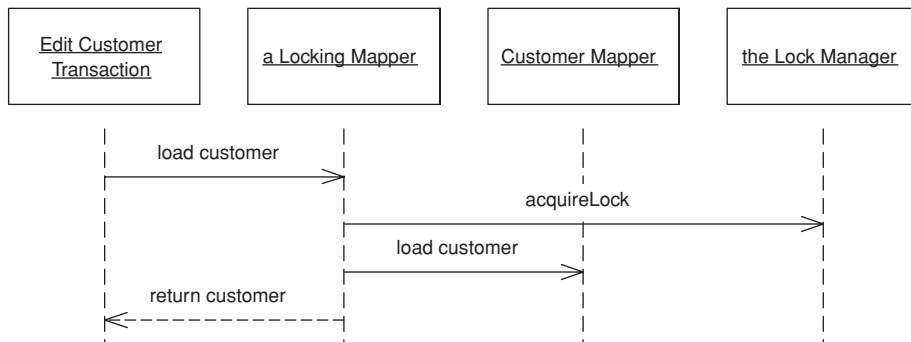 Edit Customer
Transaction
a Locking Mapper
Customer Mapper
the Lock Manager
load customer
acquireLock
load customer
return customer